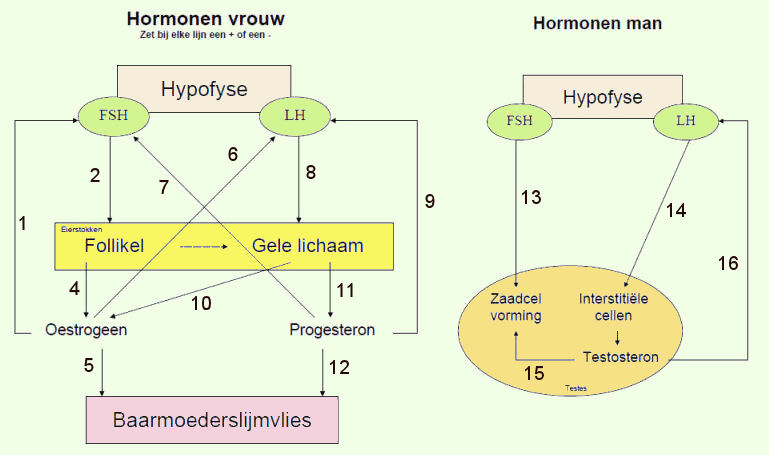 Hormonen vrouw
Zet bij elke lijn een + of een -
Hypofyse
FSH
LH
1
2
6
7
8
9
Eierstokken
Follikel
Gele lichaam
4
10
11
Oestrogeen
Progesteron
5
12
Baarmoederslijmvlies
Hormonen man
Hypofyse
FSH
LH
13
14
16
Zaadcel
vorming
Interstitiële
cellen
Testosteron
15
Testes